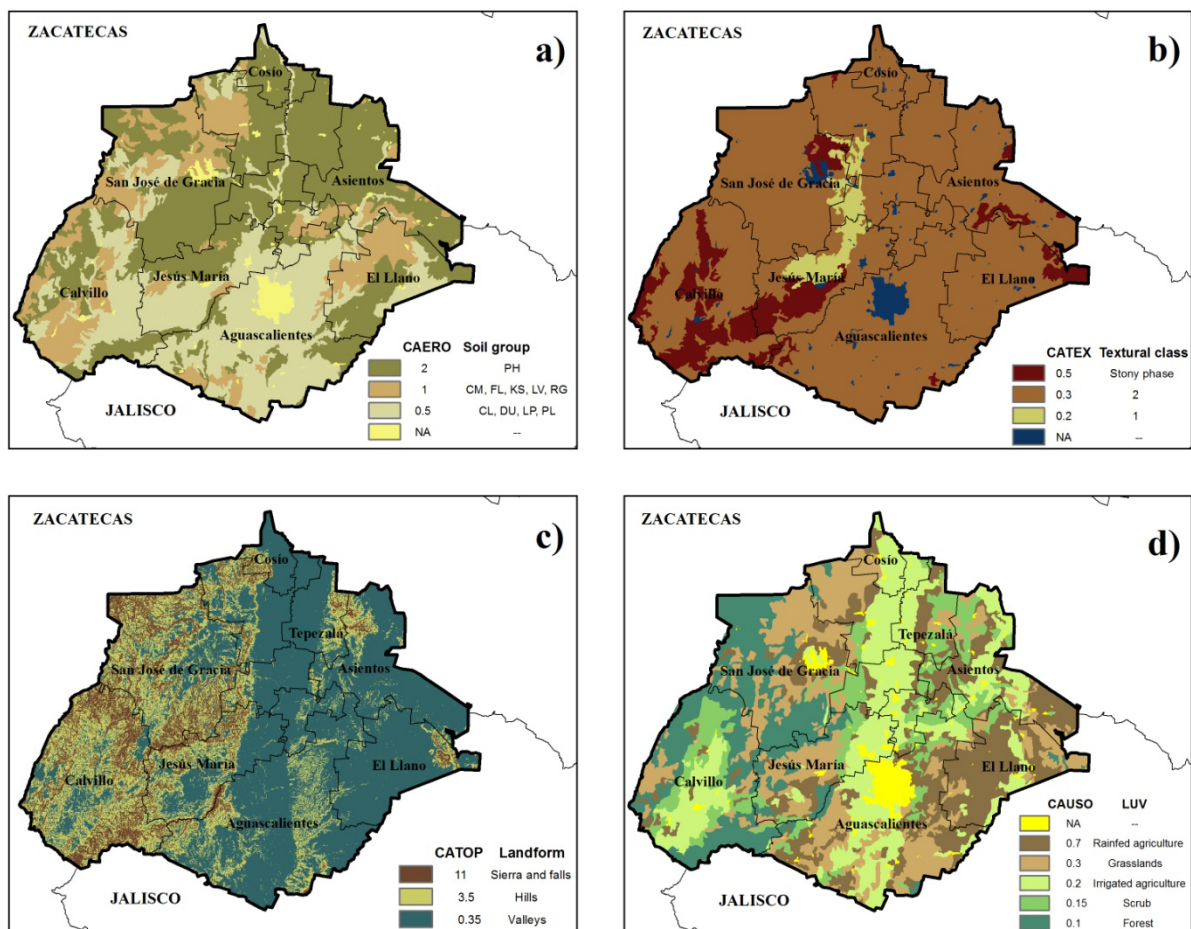 ZACATECAS
a)
Cosío
San José de Gracia
Asientos
Jesús María
El Llano
Calvillo
Aguascalientes
JALISCO
CAERO Soil group
2 PH
1 CM, FL, KS, LV, RG
0.5 CL, DU, LP, PL
NA --
ZACATECAS
b)
Cosío
San José de Gracia
Asientos
Jesús María
El Llano
Calvillo
Aguascalientes
JALISCO
CATEX Textural class
0.5 Stony phase
0.3 2
0.2 1
NA --
ZACATECAS
c)
Cosío
Tepezalá
San José de Gracia
Asientos
Jesús María
El Llano
Calvillo
Aguascalientes
JALISCO
CATOP Landform
11 Sierra and falls
3.5 Hills
0.35 Valleys
ZACATECAS
d)
Cosío
Tepezalá
San José de Gracia
Asientos
Jesús María
El Llano
Calvillo
Aguascalientes
JALISCO
CAUSO LUV
NA --
0.7 Rainfed agriculture
0.3 Grasslands
0.2 Irrigated agriculture
0.15 Scrub
0.1 Forest